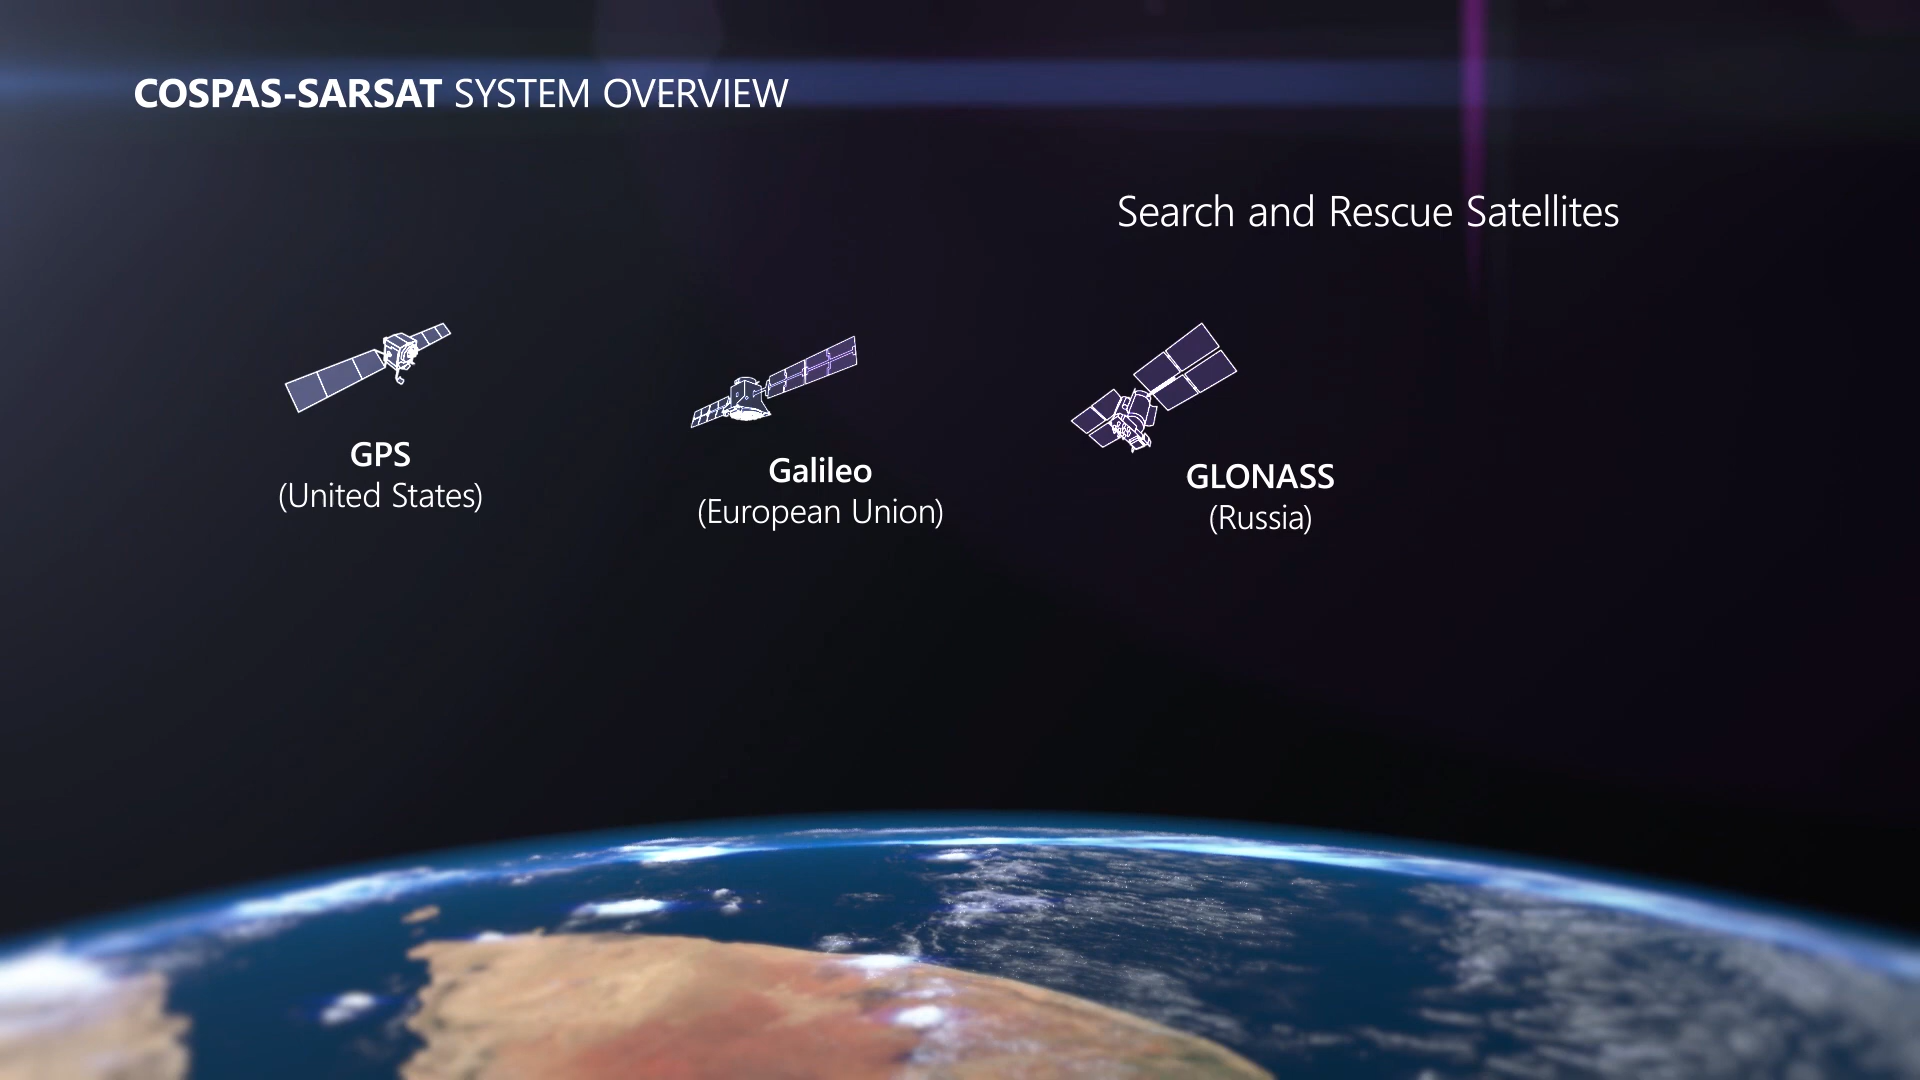 COSPAS-SARSAT SYSTEM OVERVIEW
Search and Rescue Satellites
GPS
(United States)
Galileo
(European Union)
GLONASS
(Russia)